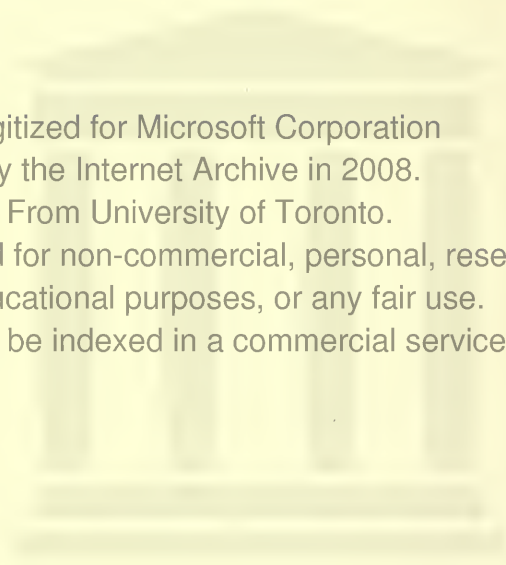 gitized for Microsoft Corporation
y the Internet Archive in 2008.
From University of Toronto.
d for non-commercial, personal, rese
ucational purposes, or any fair use.
be indexed in a commercial service